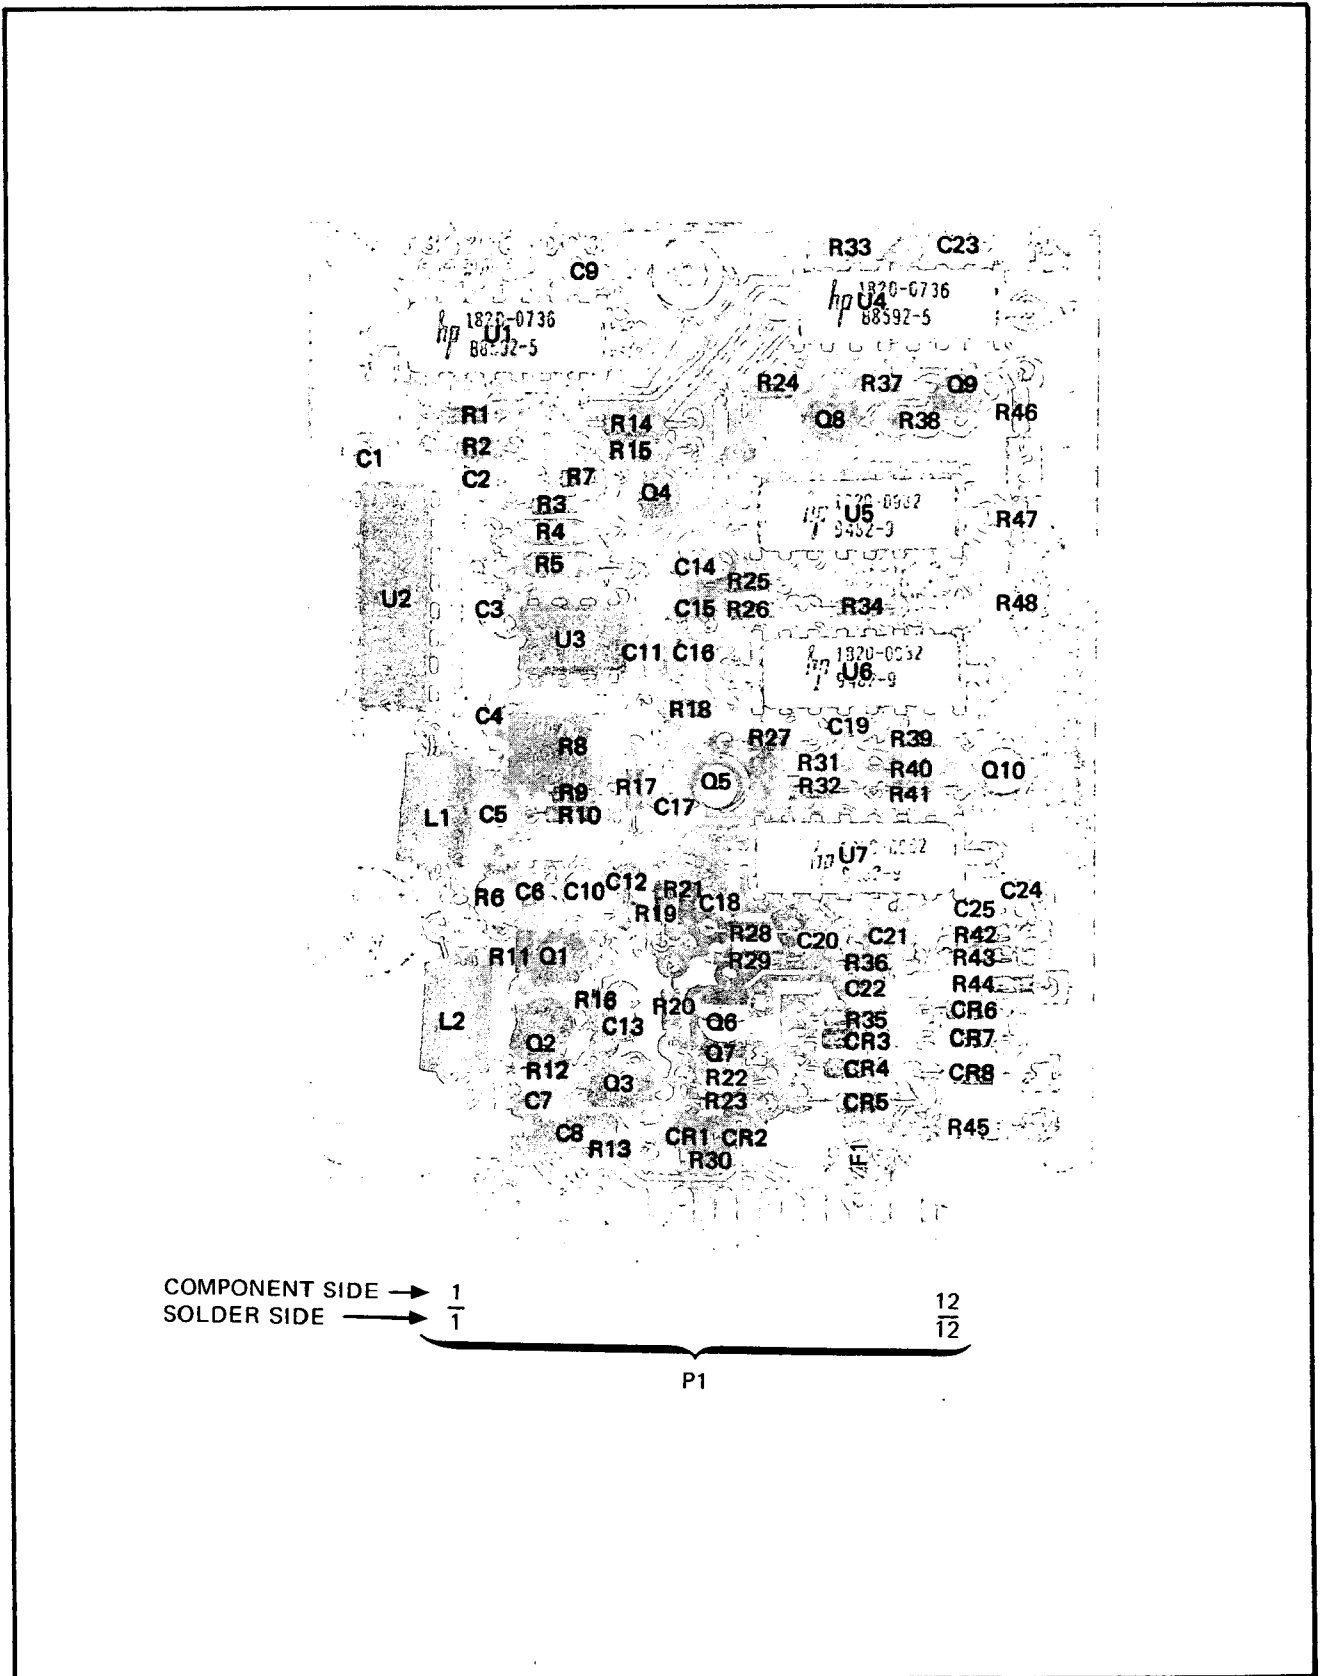 R33 C23
C9
hp 1820-0736 U4 B8592-5
hp 1820-0736 U1
R24 R37 Q9
R1 R14 Q8 R38 R46
R2 R15
C1
C2 R7 Q4
R3 U5 R47
R4
R5 C14
R25
U2 C3 C15 R26 R34 R48
U3 C11 C16 hp U6
R18
C4 C19
R8 R27 R39
R31 R40 Q10
R9 R17 Q5 R32 R41
L1 C5 R10 C17
hp U7
R6 C6 C10 C12 R21 C18 C24
R19 C25
R28 C20 C21 R42
R11 Q1 R29 R36 R43
C22 R44
R16 R20 CR6
L2 C13 Q6 R35
Q2 Q7 CR3 CR7
R12 Q3 R22 CR4 CR8
C7 R23 CR5
C8 R13 CR1 CR2 R45
R30 F1
COMPONENT SIDE → 1 12
SOLDER SIDE → 1 12
P1